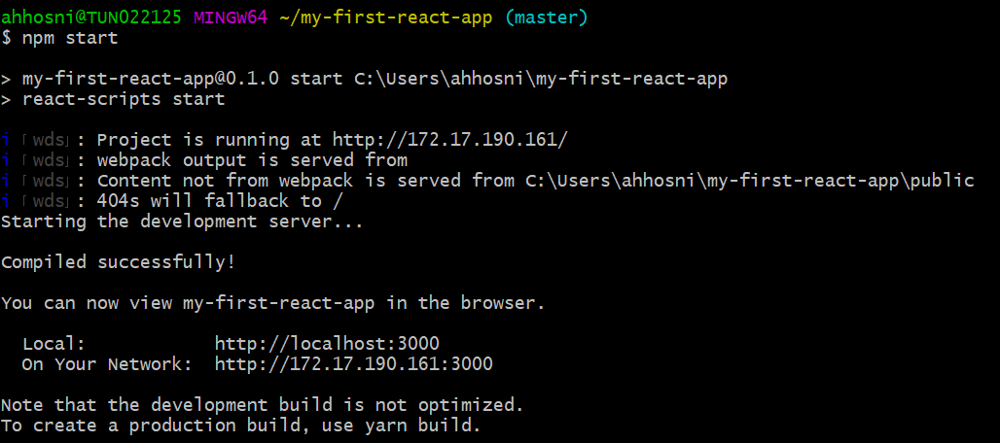 ahhosni@TUN022125 MINGW64 ~/my-first-react-app (master)
$ npm start
> my-first-react-app@0.1.0 start C:\Users\ahhosni\my-first-react-app
> react-scripts start
i ｢wds｣: Project is running at http://172.17.190.161/
i ｢wds｣: webpack output is served from
i ｢wds｣: Content not from webpack is served from C:\Users\ahhosni\my-first-react-app\public
i ｢wds｣: 404s will fallback to /
Starting the development server...
Compiled successfully!
You can now view my-first-react-app in the browser.
Local: http://localhost:3000
On Your Network: http://172.17.190.161:3000
Note that the development build is not optimized.
To create a production build, use yarn build.